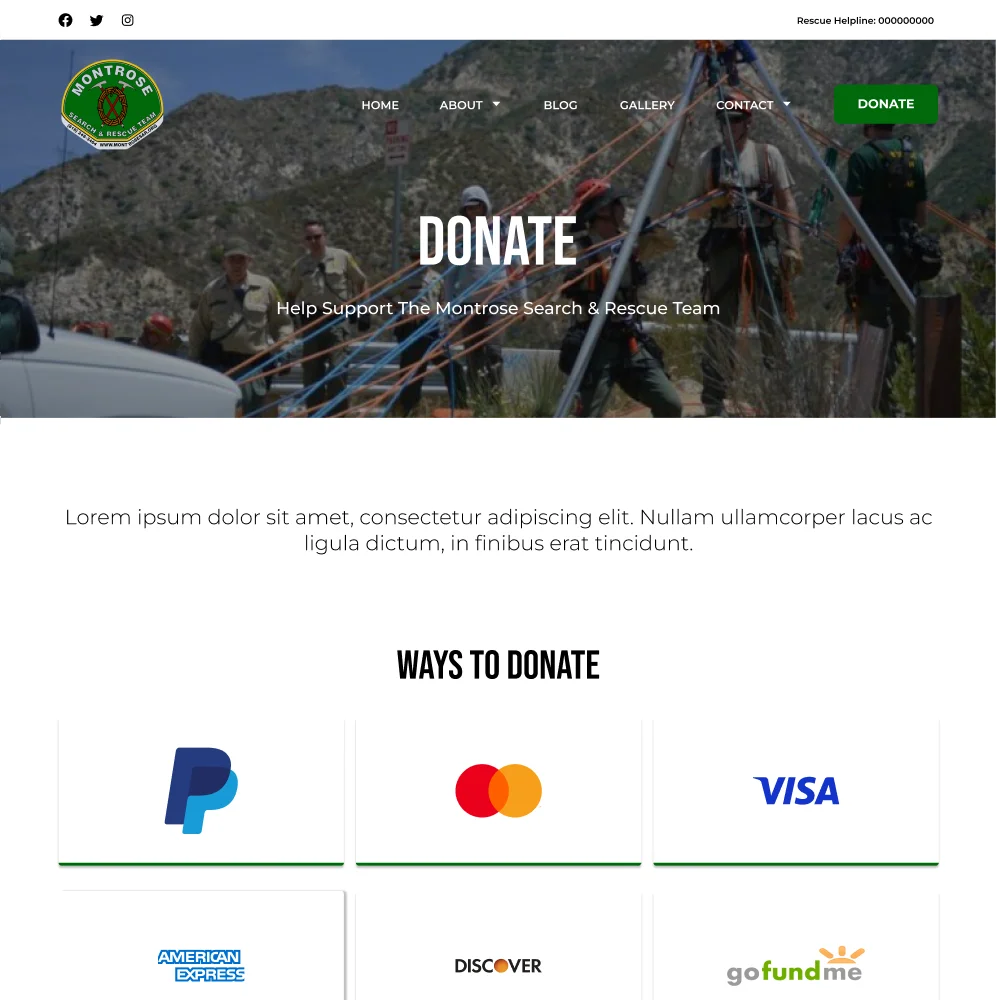 Rescue Helpline: 000000000
MONTROSE
SEARCH & RESCUE TEAM
HOME ABOUT BLOG GALLERY CONTACT DONATE
DONATE
Help Support The Montrose Search & Rescue Team
Lorem ipsum dolor sit amet, consectetur adipiscing elit. Nullam ullamcorper lacus ac
ligula dictum, in finibus erat tincidunt.
WAYS TO DONATE
VISA
AMERICAN
EXPRESS
DISCOVER
gofundme